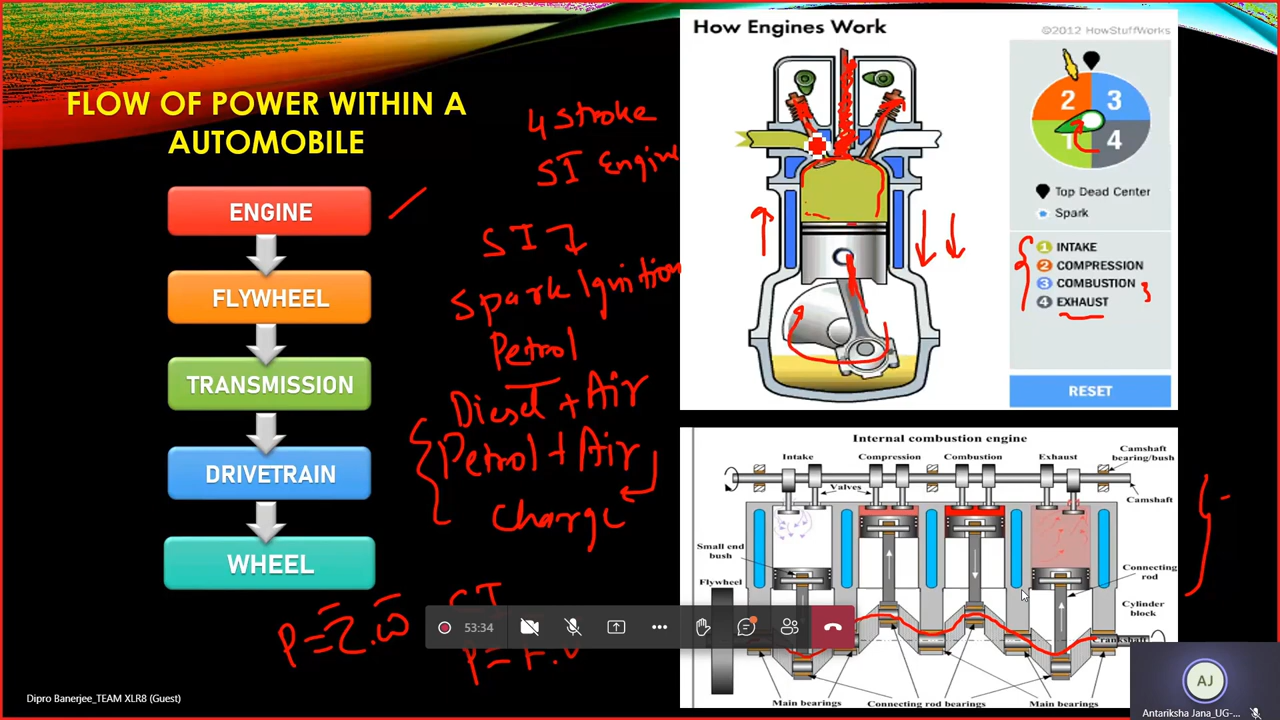 FLOW OF POWER WITHIN A
AUTOMOBILE
ENGINE
FLYWHEEL
TRANSMISSION
DRIVETRAIN
WHEEL
4 Stroke
SI Engine
SI
Spark Ignition
Petrol
Diesel + Air
Petrol + Air
Charge
SI
P = τ.ω
P = F.
How Engines Work
©2012 HowStuffWorks
2 3
1 4
Top Dead Center
Spark
1 INTAKE
2 COMPRESSION
3 COMBUSTION
4 EXHAUST
RESET
Internal combustion engine
Intake
Compression
Combustion
Exhaust
Camshaft
bearing/bush
Valves
Camshaft
Small end
bush
Connecting
rod
Flywheel
Cylinder
block
Crankshaft
Main bearings
Connecting rod bearings
Main bearings
53:34
Dipro Banerjee_TEAM XLR8 (Guest)
AJ
Antariksha Jana_UG-...